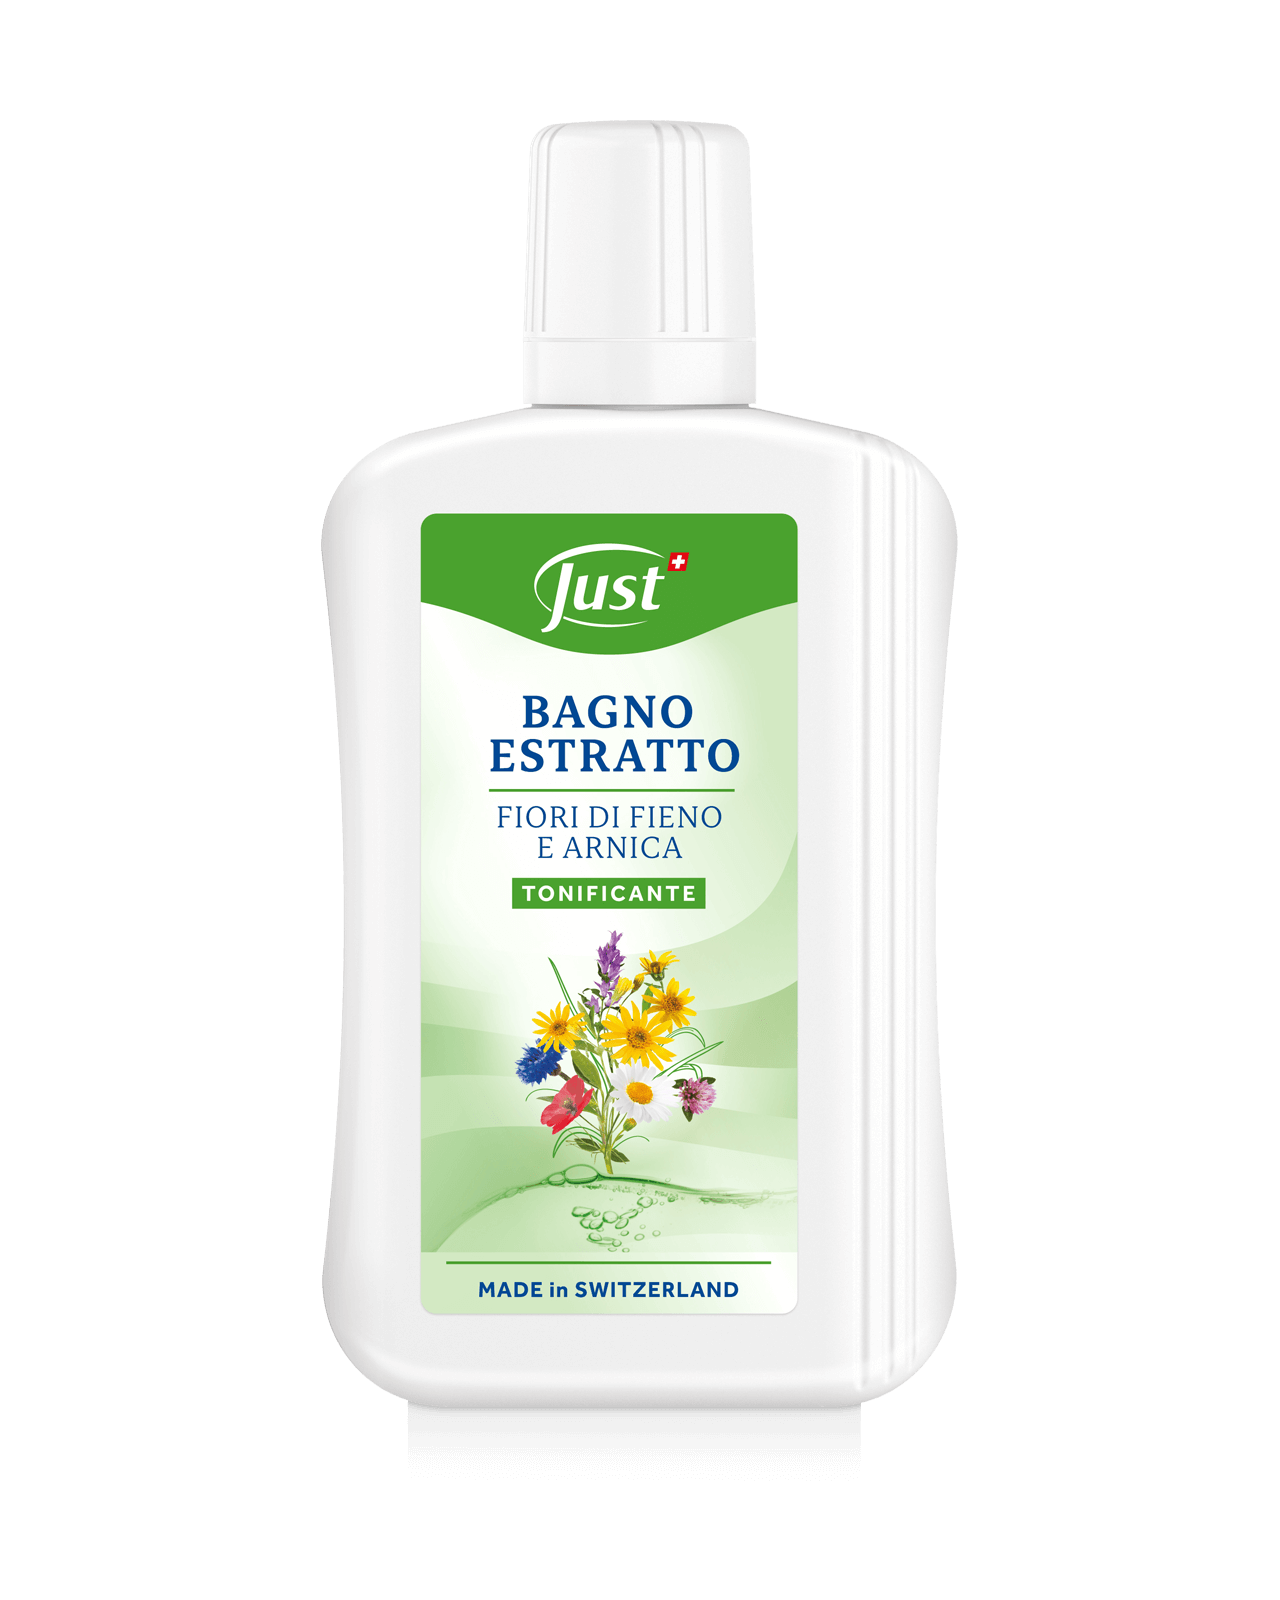 Just
BAGNO
ESTRATTO
FIORI DI FIENO
E ARNICA
TONIFICANTE
MADE in SWITZERLAND